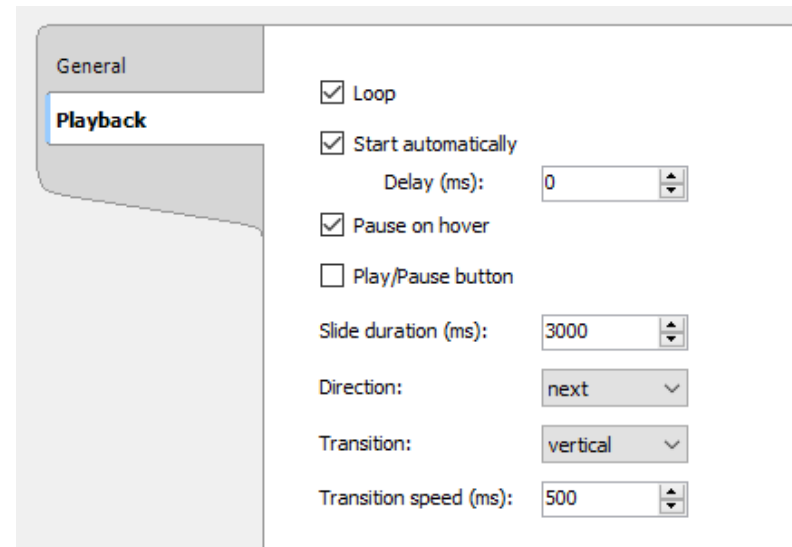 General
Playback
Loop
Start automatically
Delay (ms): 0
Pause on hover
Play/Pause button
Slide duration (ms): 3000
Direction: next
Transition: vertical
Transition speed (ms): 500